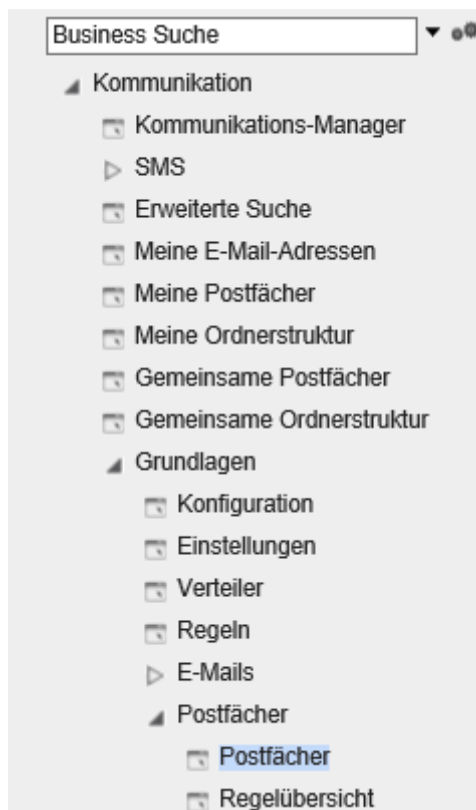 Business Suche
Kommunikation
Kommunikations-Manager
SMS
Erweiterte Suche
Meine E-Mail-Adressen
Meine Postfächer
Meine Ordnerstruktur
Gemeinsame Postfächer
Gemeinsame Ordnerstruktur
Grundlagen
Konfiguration
Einstellungen
Verteiler
Regeln
E-Mails
Postfächer
Postfächer
Regelübersicht